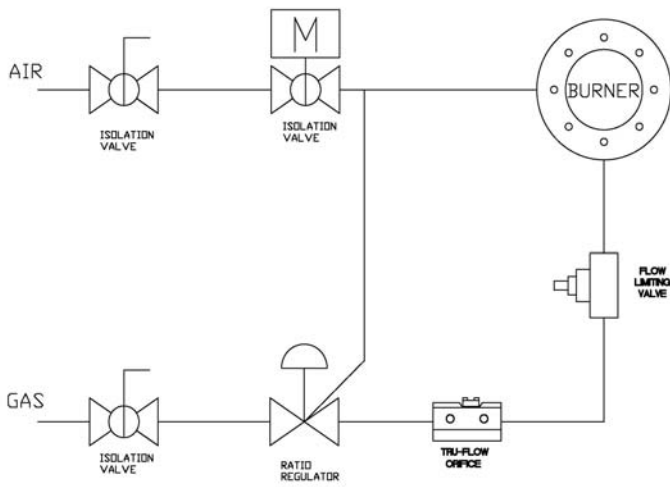 M
AIR
BURNER
ISOLATION
VALVE
ISOLATION
VALVE
FLOW
LIMITING
VALVE
GAS
ISOLATION
VALVE
RATIO
REGULATOR
TRU-FLOW
ORIFICE